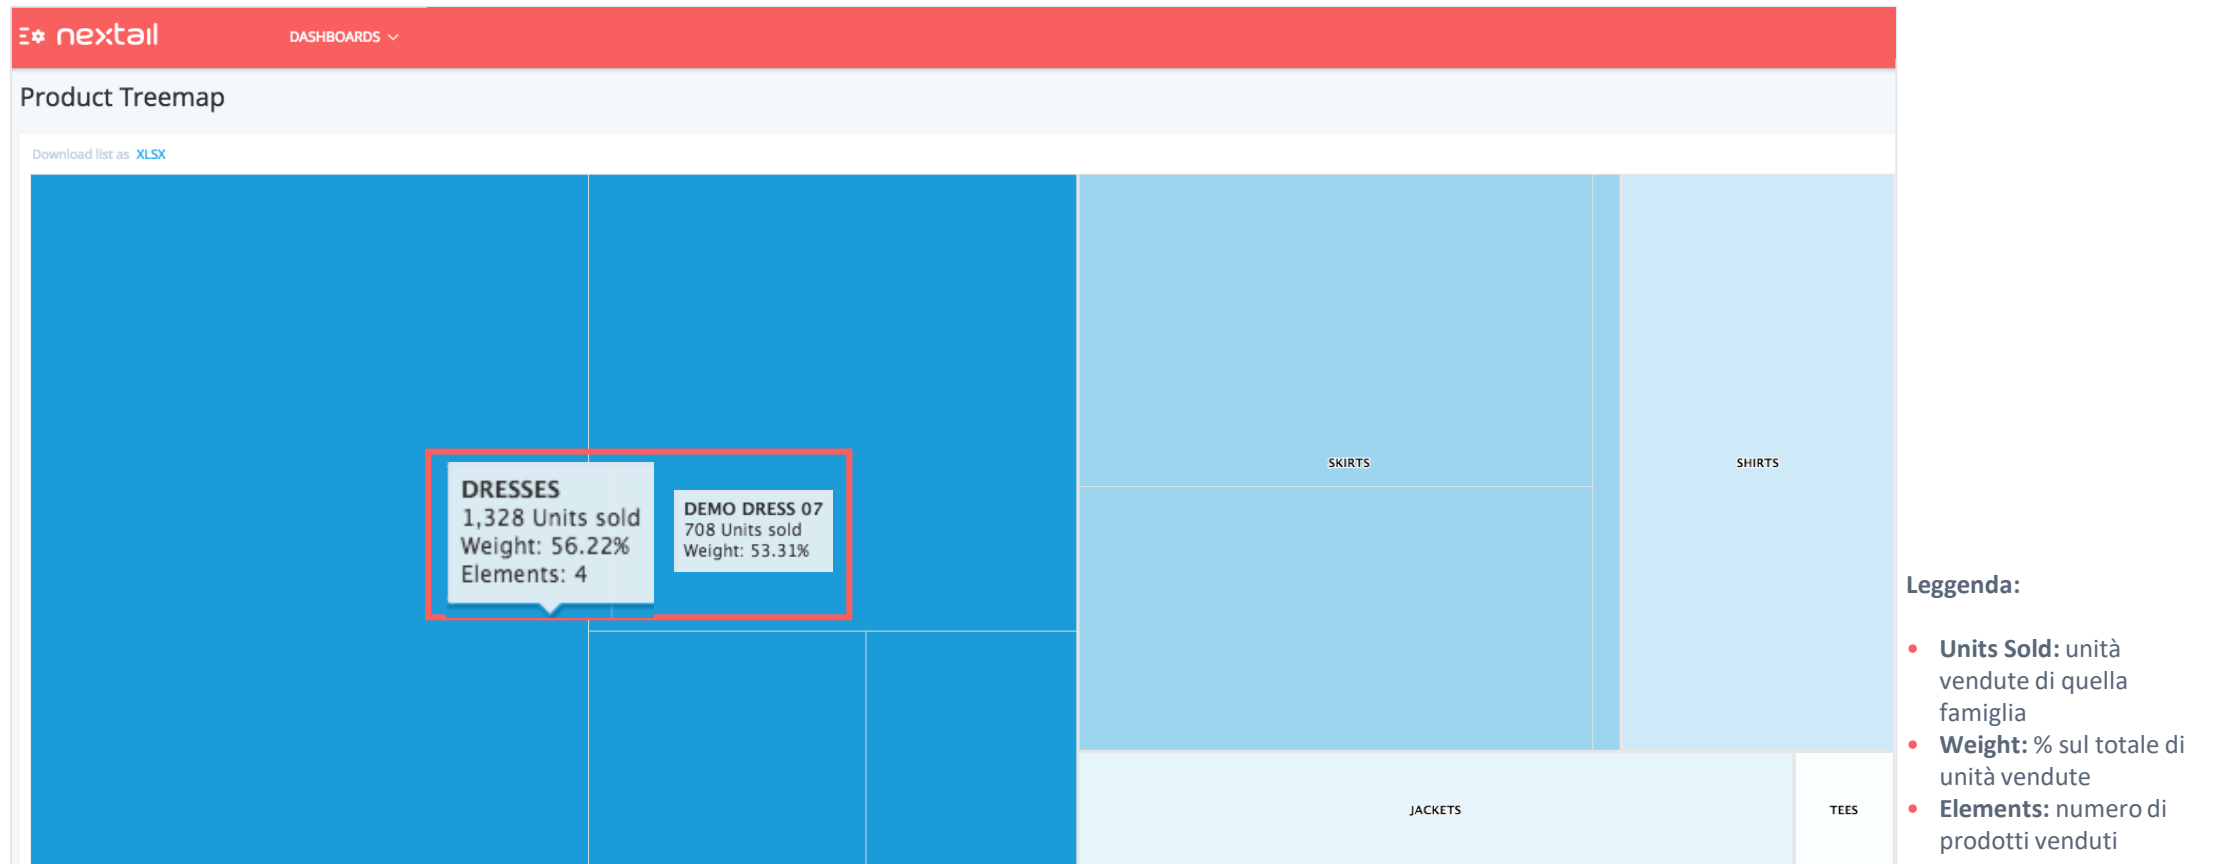 nextail
DASHBOARDS
Product Treemap
Download list as XLSX
SKIRTS
SHIRTS
DRESSES
1,328 Units sold
Weight: 56.22%
Elements: 4
DEMO DRESS 07
708 Units sold
Weight: 53.31%
JACKETS
TEES
Leggenda:
• Units Sold: unità
vendute di quella
famiglia
• Weight: % sul totale di
unità vendute
• Elements: numero di
prodotti venduti